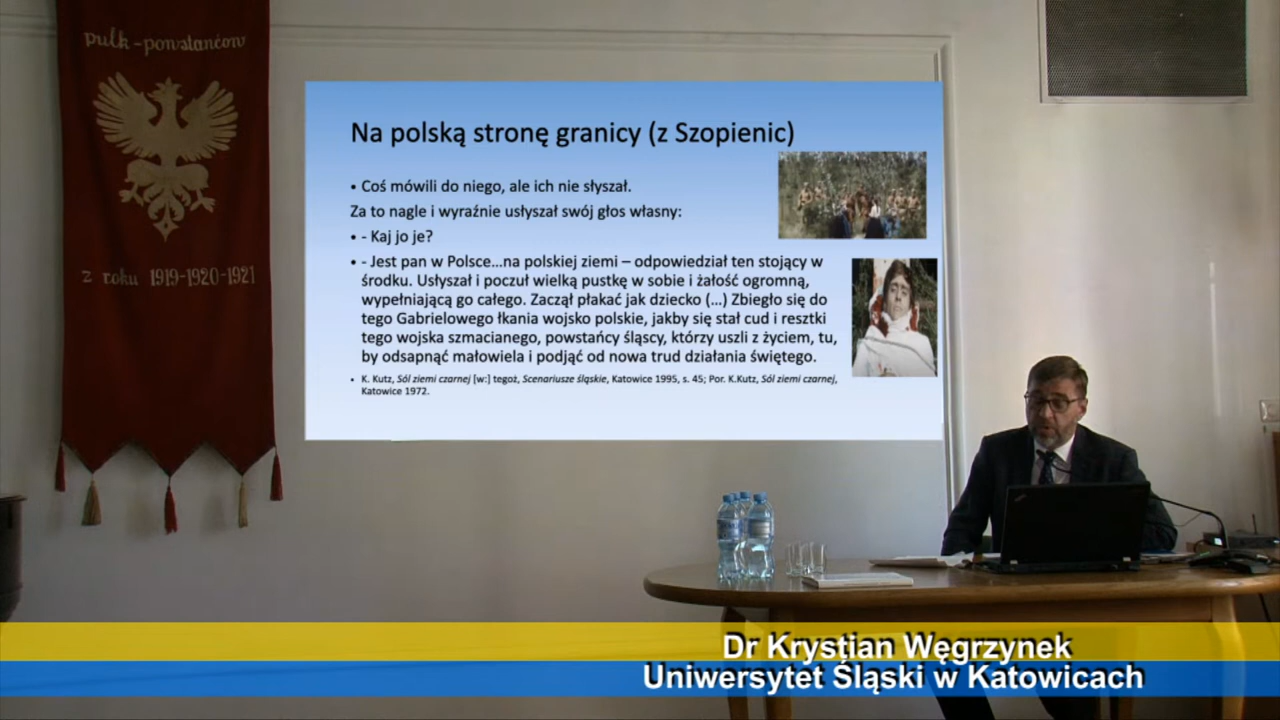 pułk-powstańców
z roku 1919-1920-1921
Na polską stronę granicy (z Szopienic)
• Coś mówili do niego, ale ich nie słyszał.
Za to nagle i wyraźnie usłyszał swój głos własny:
• - Kaj jo je?
• - Jest pan w Polsce...na polskiej ziemi – odpowiedział ten stojący w
środku. Usłyszał i poczuł wielką pustkę w sobie i żałość ogromną,
wypełniającą go całego. Zaczął płakać jak dziecko (...) Zbiegło się do
tego Gabrielowego łkania wojsko polskie, jakby się stał cud i resztki
tego wojska szmacianego, powstańcy śląscy, którzy uszli z życiem, tu,
by odsapnąć małowiela i podjąć od nowa trud działania świętego.
• K. Kutz, Sól ziemi czarnej [w:] tegoż, Scenariusze śląskie, Katowice 1995, s. 45; Por. K.Kutz, Sól ziemi czarnej,
Katowice 1972.
Dr Krystian Węgrzynek
Uniwersytet Śląski w Katowicach